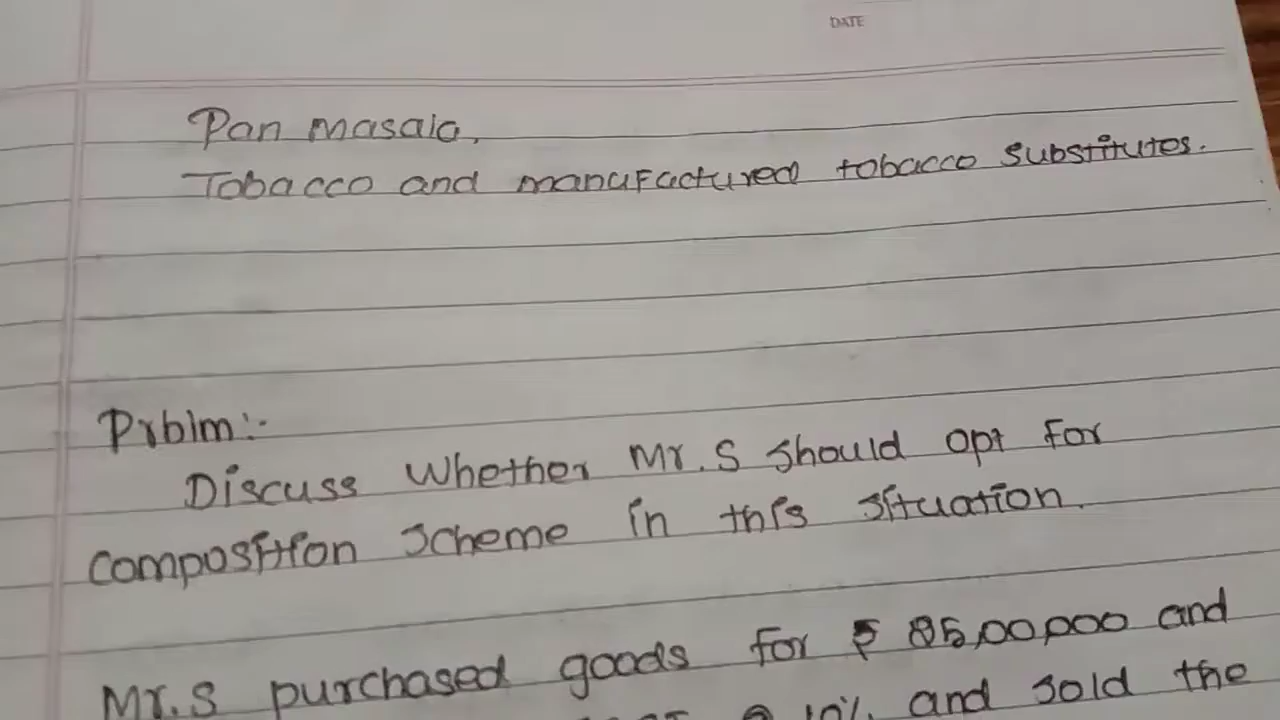 DATE
Pan masala,
Tobacco and manufactured tobacco substitutes.
Prblm:-
Discuss Whether Mr. S should opt for
composition scheme in this situation.
Mr. S purchased goods for ₹ 85,00,000 and
@ 10% and sold the